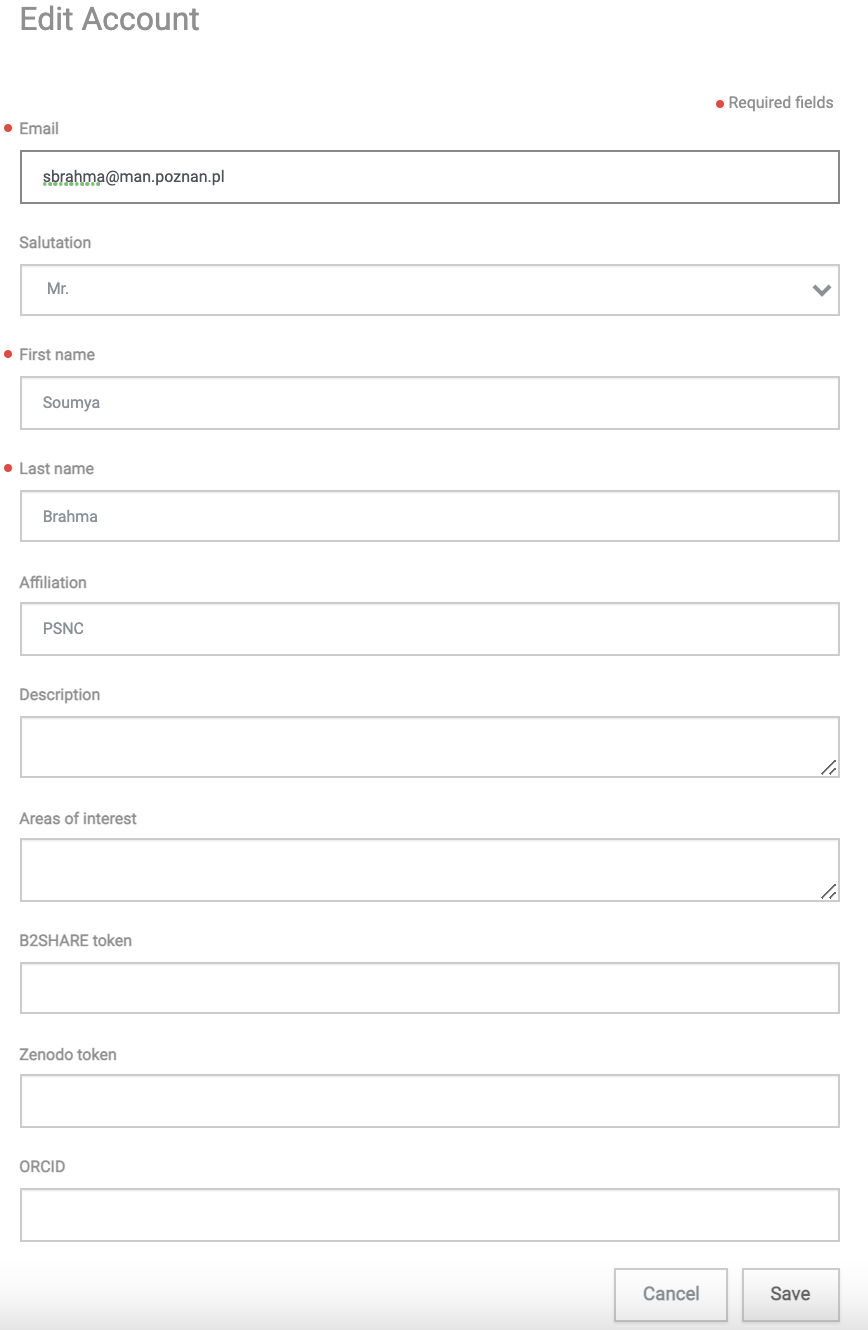 Edit Account
Required fields
Email
sbrahma@man.poznan.pl
Salutation
Mr.
First name
Soumya
Last name
Brahma
Affiliation
PSNC
Description
Areas of interest
B2SHARE token
Zenodo token
ORCID
Cancel Save